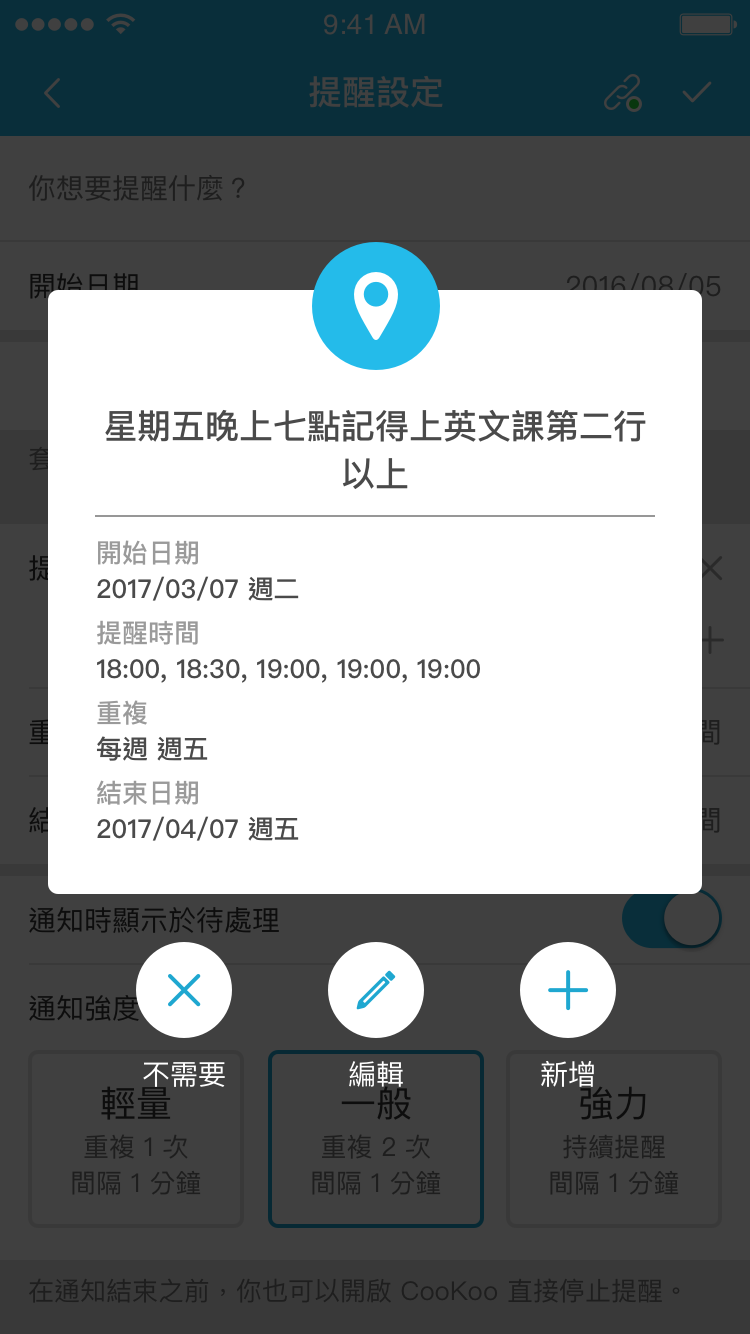 9:41 AM
提醒設定
你想要提醒什麼？
開始日期 2016/08/05
星期五晚上七點記得上英文課第二行
以上
套
提
開始日期
2017/03/07 週二
提醒時間
18:00, 18:30, 19:00, 19:00, 19:00
重 間
重複
每週 週五
結 間
結束日期
2017/04/07 週五
通知時顯示於待處理
通知強度
不需要 編輯 新增
輕量 一般 強力
重複 1 次 重複 2 次 持續提醒
間隔 1 分鐘 間隔 1 分鐘 間隔 1 分鐘
在通知結束之前，你也可以開啟 CooKoo 直接停止提醒。